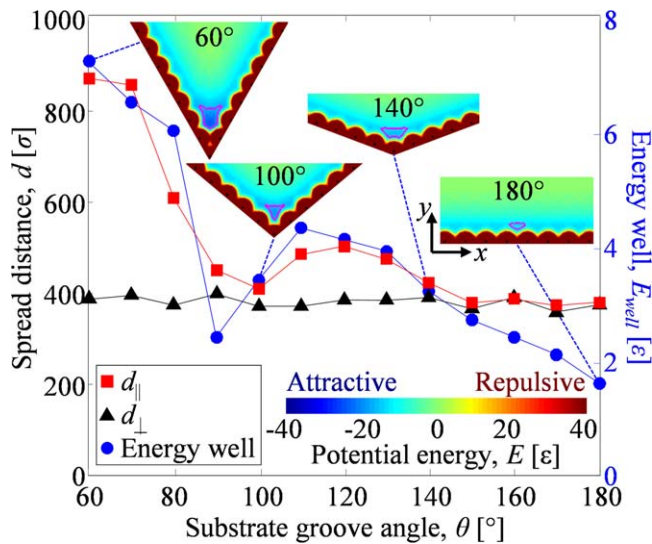 1000
800
600
400
200
0
Spread distance, d [σ]
8
6
4
2
0
Energy well, E_well [ε]
60°
100°
140°
180°
y
x
d_||
d_⊥
Energy well
Attractive Repulsive
-40 -20 0 20 40
Potential energy, E [ε]
60 80 100 120 140 160 180
Substrate groove angle, θ [°]